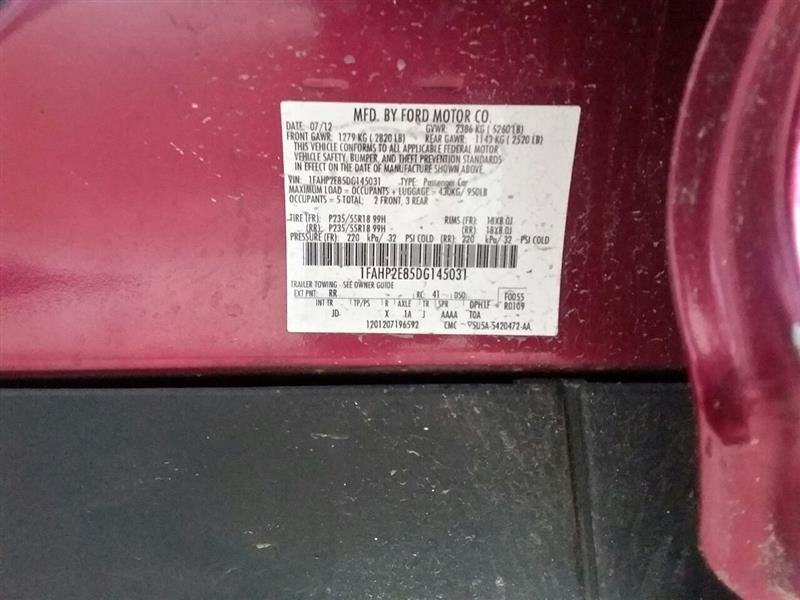 MFD. BY FORD MOTOR CO.
DATE: 07/12 GVWR: 2386 KG ( 5260 LB)
FRONT GAWR: 1279 KG ( 2820 LB) REAR GAWR: 1143 KG ( 2520 LB)
THIS VEHICLE CONFORMS TO ALL APPLICABLE FEDERAL MOTOR
VEHICLE SAFETY, BUMPER, AND THEFT PREVENTION STANDARDS
IN EFFECT ON THE DATE OF MANUFACTURE SHOWN ABOVE.
VIN: 1FAHP2E85DG145031 TYPE: Passenger Car
MAXIMUM LOAD = OCCUPANTS + LUGGAGE = 430KG/ 950LB
OCCUPANTS = 5 TOTAL: 2 FRONT, 3 REAR
TIRE (FR): P235/55R18 99H RIMS (FR): 18X8.0J
(RR): P235/55R18 99H (RR): 18X8.0J
PRESSURE (FR): 220 kPa/ 32 PSI COLD (RR): 220 kPa/ 32 PSI COLD
1FAHP2E85DG145031
TRAILER TOWING - SEE OWNER GUIDE
EXT PNT: RR RC: 41 DSO: F0055
INT TR TP/PS R AXLE TR SPR DPH1F R0109
JD X 1A J AAAA TOA
1201207196592 CMC 5U5A-5420472-AA